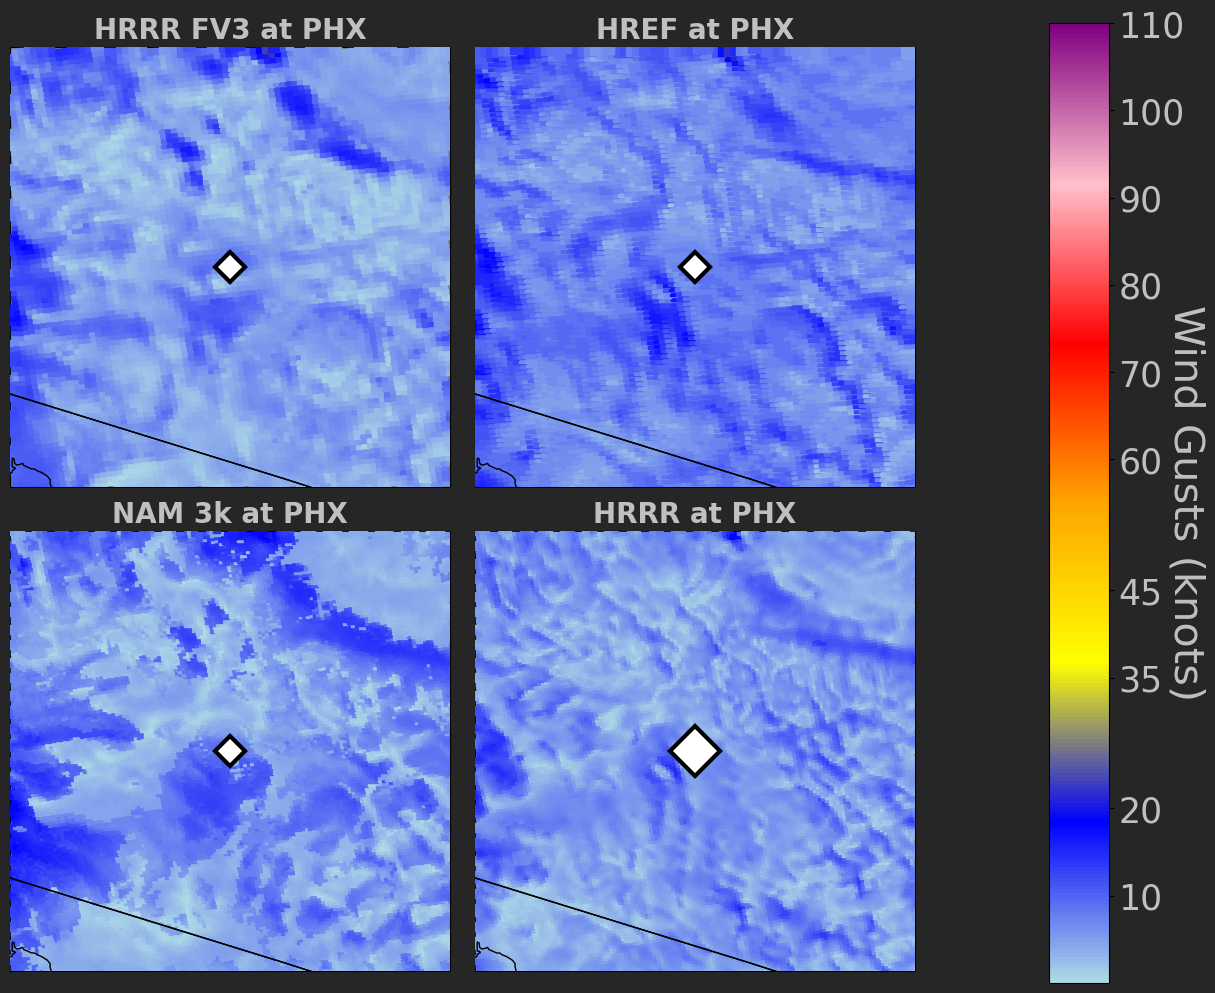 HRRR FV3 at PHX
HREF at PHX
NAM 3k at PHX
HRRR at PHX
110
100
90
80
70
60
45
35
20
10
Wind Gusts (knots)